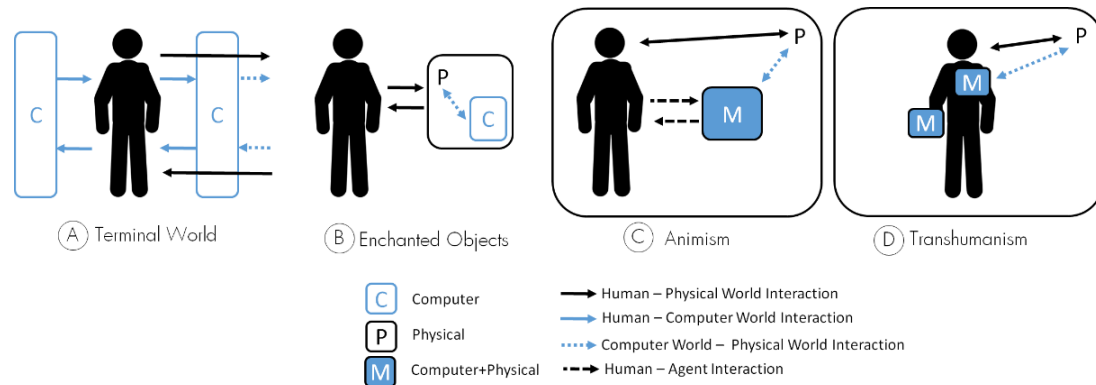 C
C
A Terminal World
P
C
B Enchanted Objects
P
M
C Animism
P
M
M
D Transhumanism
C Computer
P Physical
M Computer+Physical
Human – Physical World Interaction
Human – Computer World Interaction
Computer World – Physical World Interaction
Human – Agent Interaction